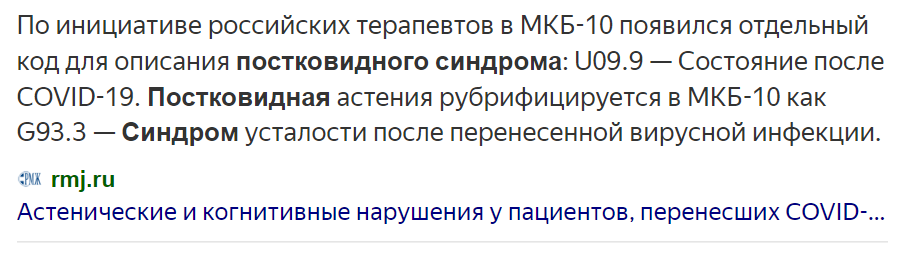 По инициативе российских терапевтов в МКБ-10 появился отдельный
код для описания постковидного синдрома: U09.9 — Состояние после
COVID-19. Постковидная астения рубрифицируется в МКБ-10 как
G93.3 — Синдром усталости после перенесенной вирусной инфекции.
РМЖ rmj.ru
Астенические и когнитивные нарушения у пациентов, перенесших COVID-...